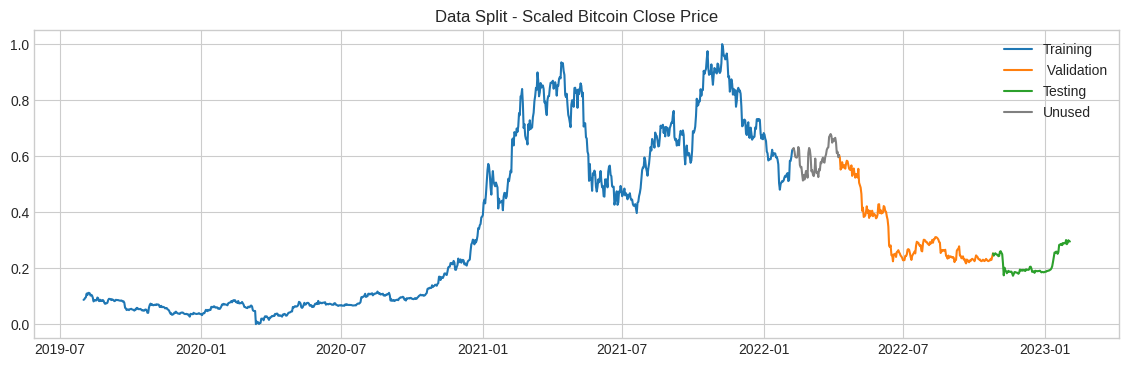 Data Split - Scaled Bitcoin Close Price
1.0
0.8
0.6
0.4
0.2
0.0
Training
Validation
Testing
Unused
2019-07
2020-01
2020-07
2021-01
2021-07
2022-01
2022-07
2023-01